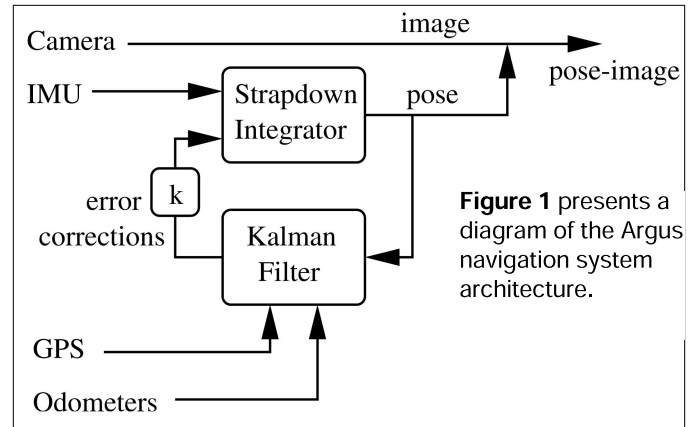 image
Camera
pose-image
IMU
Strapdown
Integrator
pose
k
error
corrections
Kalman
Filter
Figure 1 presents a
diagram of the Argus
navigation system
architecture.
GPS
Odometers